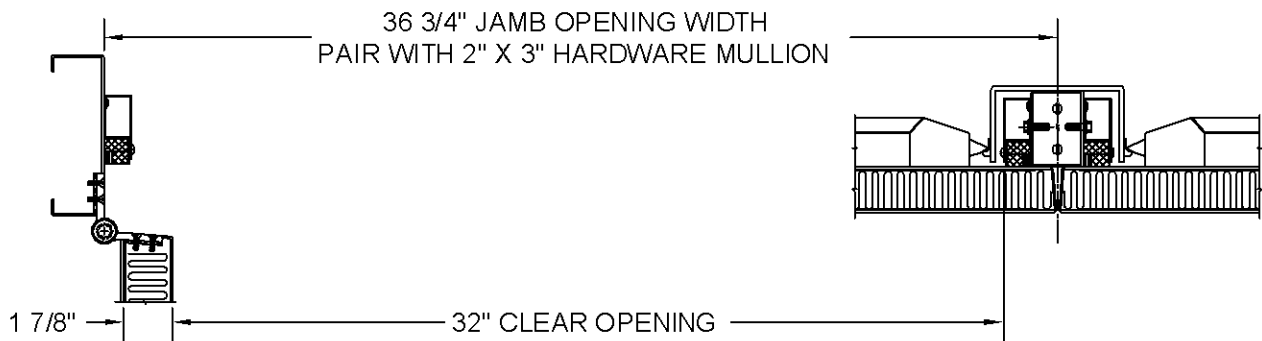 36 3/4" JAMB OPENING WIDTH
PAIR WITH 2" X 3" HARDWARE MULLION
1 7/8"
32" CLEAR OPENING